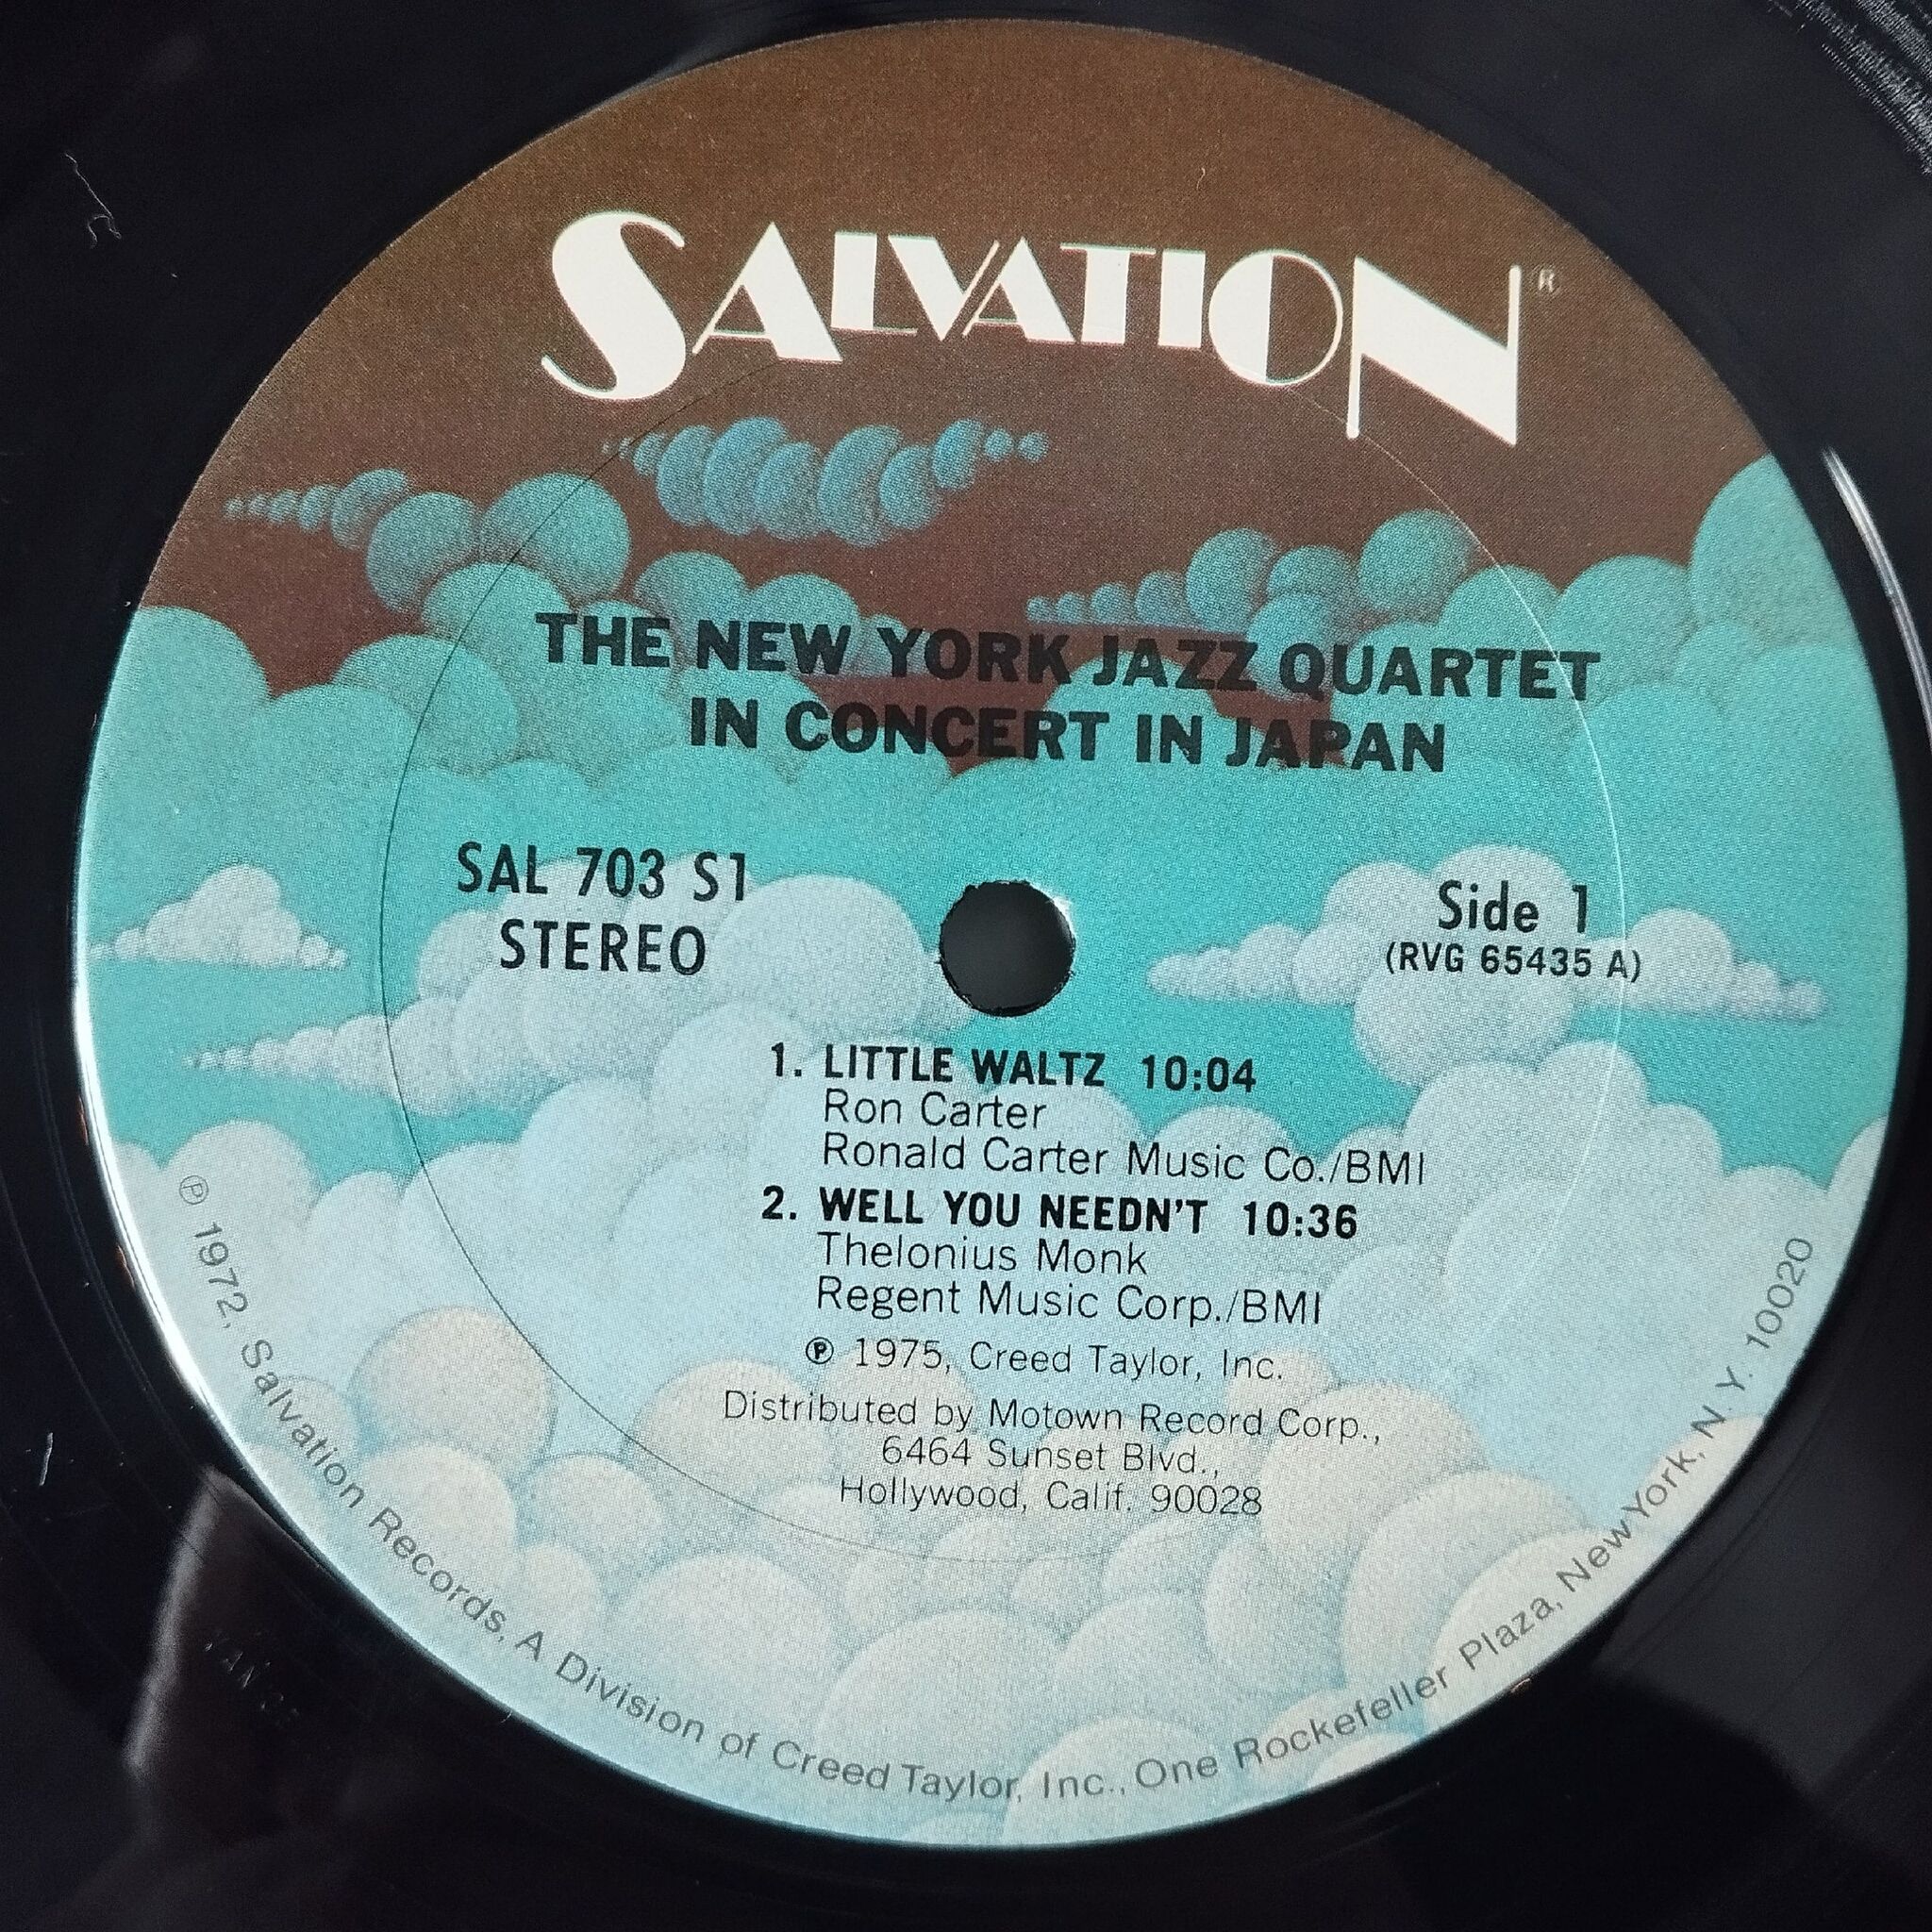 SALVATION®
THE NEW YORK JAZZ QUARTET
IN CONCERT IN JAPAN
SAL 703 S1
STEREO
Side 1
(RVG 65435 A)
1. LITTLE WALTZ 10:04
Ron Carter
Ronald Carter Music Co./BMI
2. WELL YOU NEEDN'T 10:36
Thelonius Monk
Regent Music Corp./BMI
℗ 1975, Creed Taylor, Inc.
Distributed by Motown Record Corp.,
6464 Sunset Blvd.,
Hollywood, Calif. 90028
℗ 1972, Salvation Records, A Division of Creed Taylor, Inc., One Rockefeller Plaza, New York, N.Y. 10020